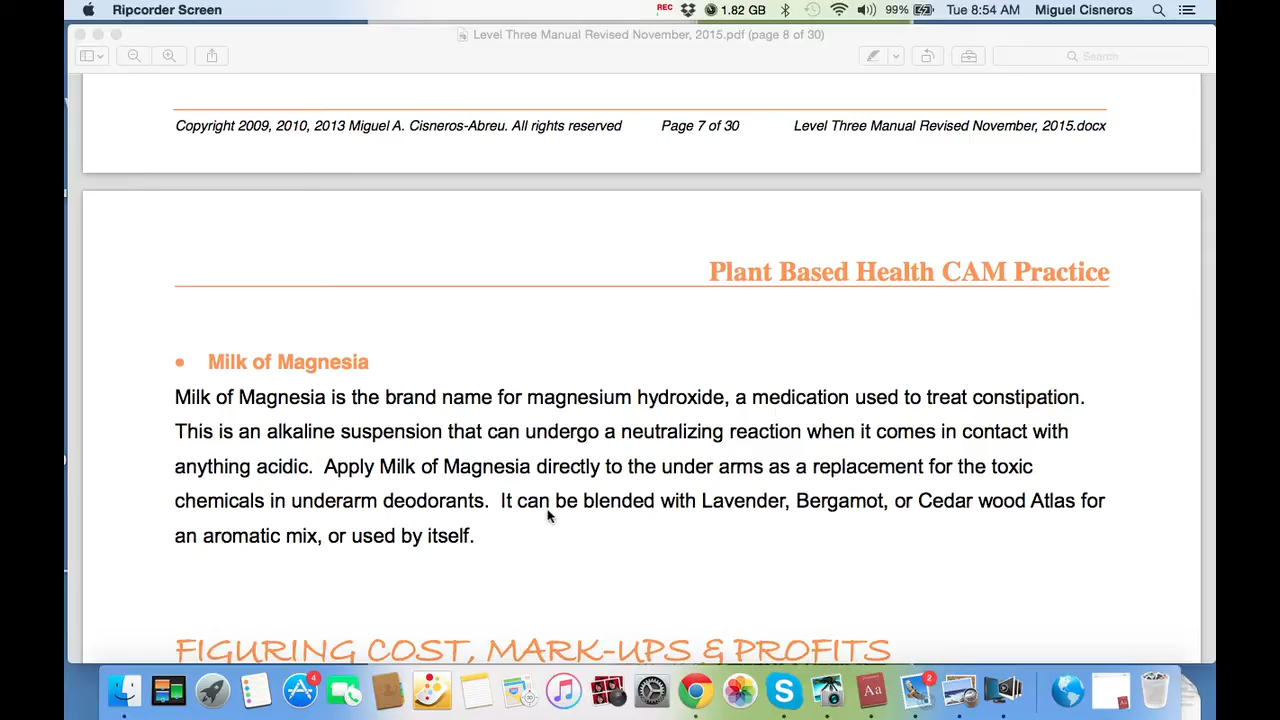 Ripcorder Screen
REC
1.82 GB
99%
Tue 8:54 AM
Miguel Cisneros
Level Three Manual Revised November, 2015.pdf (page 8 of 30)
Search
Copyright 2009, 2010, 2013 Miguel A. Cisneros-Abreu. All rights reserved Page 7 of 30 Level Three Manual Revised November, 2015.docx
Plant Based Health CAM Practice
• Milk of Magnesia
Milk of Magnesia is the brand name for magnesium hydroxide, a medication used to treat constipation.
This is an alkaline suspension that can undergo a neutralizing reaction when it comes in contact with
anything acidic. Apply Milk of Magnesia directly to the under arms as a replacement for the toxic
chemicals in underarm deodorants. It can be blended with Lavender, Bergamot, or Cedar wood Atlas for
an aromatic mix, or used by itself.
FIGURING COST, MARK-UPS & PROFITS
4
Aa
2